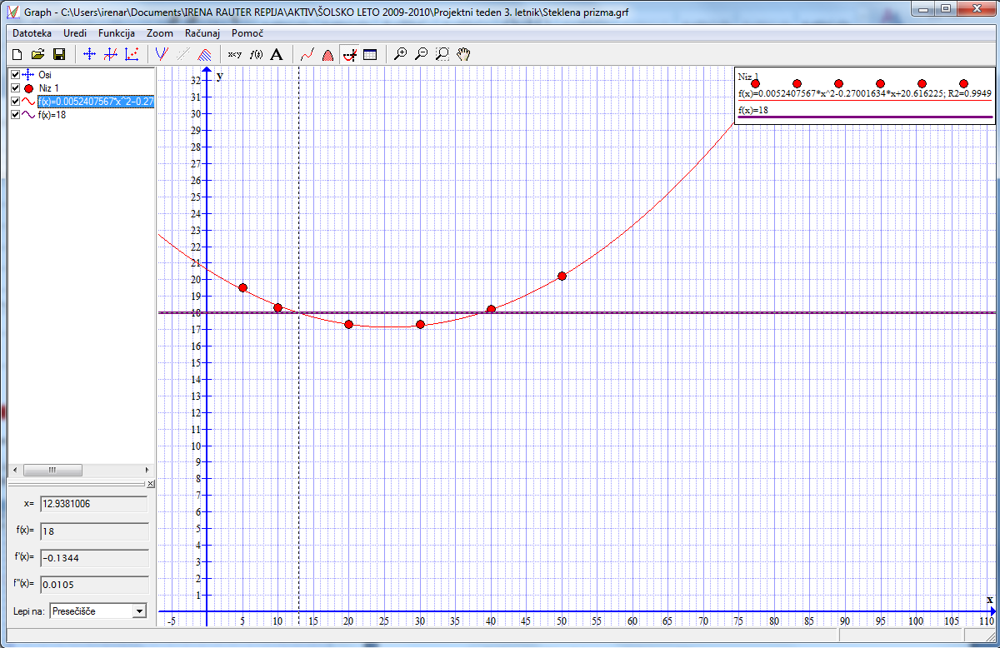 Graph - C:\Users\irenar\Documents\IRENA RAUTER REPIJA\AKTIV\ŠOLSKO LETO 2009-2010\Projektni teden 3. letnik\Steklena prizma.grf
Datoteka Uredi Funkcija Zoom Računaj Pomoč
x<y f(x) A
Osi
Niz 1
f(x)=0.0052407567*x^2-0.27
f(x)=18
x= 12.9381006
f(x)= 18
f'(x)= -0.1344
f''(x)= 0.0105
Lepi na: Presečišče
y
32
31
30
29
28
27
26
25
24
23
22
21
20
19
18
17
16
15
14
13
12
11
10
9
8
7
6
5
4
3
2
1
x
-5 5 10 15 20 25 30 35 40 45 50 55 60 65 70 75 80 85 90 95 100 105 110
Niz 1
f(x)=0.0052407567*x^2-0.27001634*x+20.616225; R2=0.9949
f(x)=18